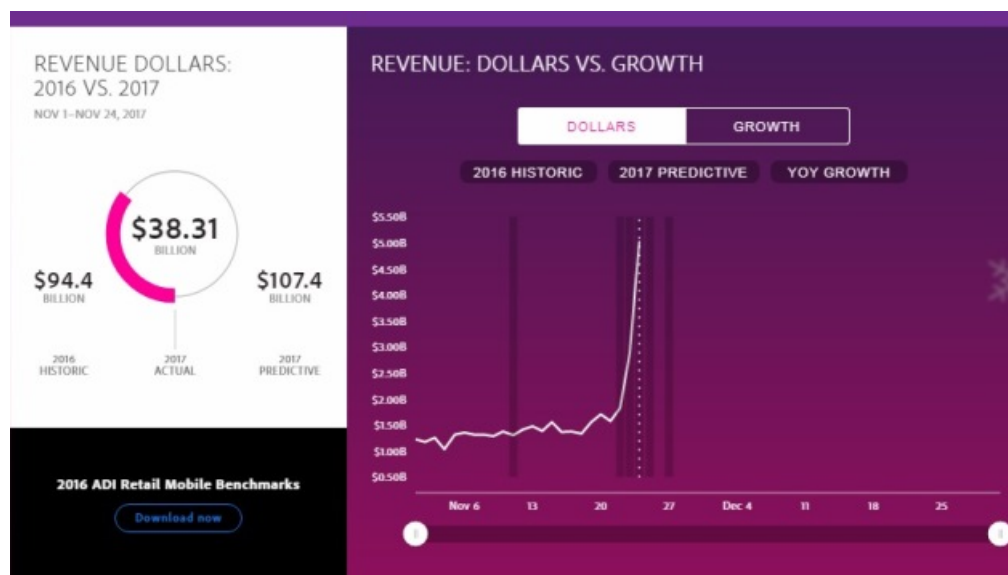 REVENUE DOLLARS:
2016 VS. 2017
NOV 1–NOV 24, 2017
$38.31
BILLION
$94.4
BILLION
$107.4
BILLION
2016
HISTORIC
2017
ACTUAL
2017
PREDICTIVE
2016 ADI Retail Mobile Benchmarks
Download now
REVENUE: DOLLARS VS. GROWTH
DOLLARS GROWTH
2016 HISTORIC 2017 PREDICTIVE YOY GROWTH
$5.50B
$5.00B
$4.50B
$4.00B
$3.50B
$3.00B
$2.50B
$2.00B
$1.50B
$1.00B
$0.50B
Nov 6 13 20 27 Dec 4 11 18 25